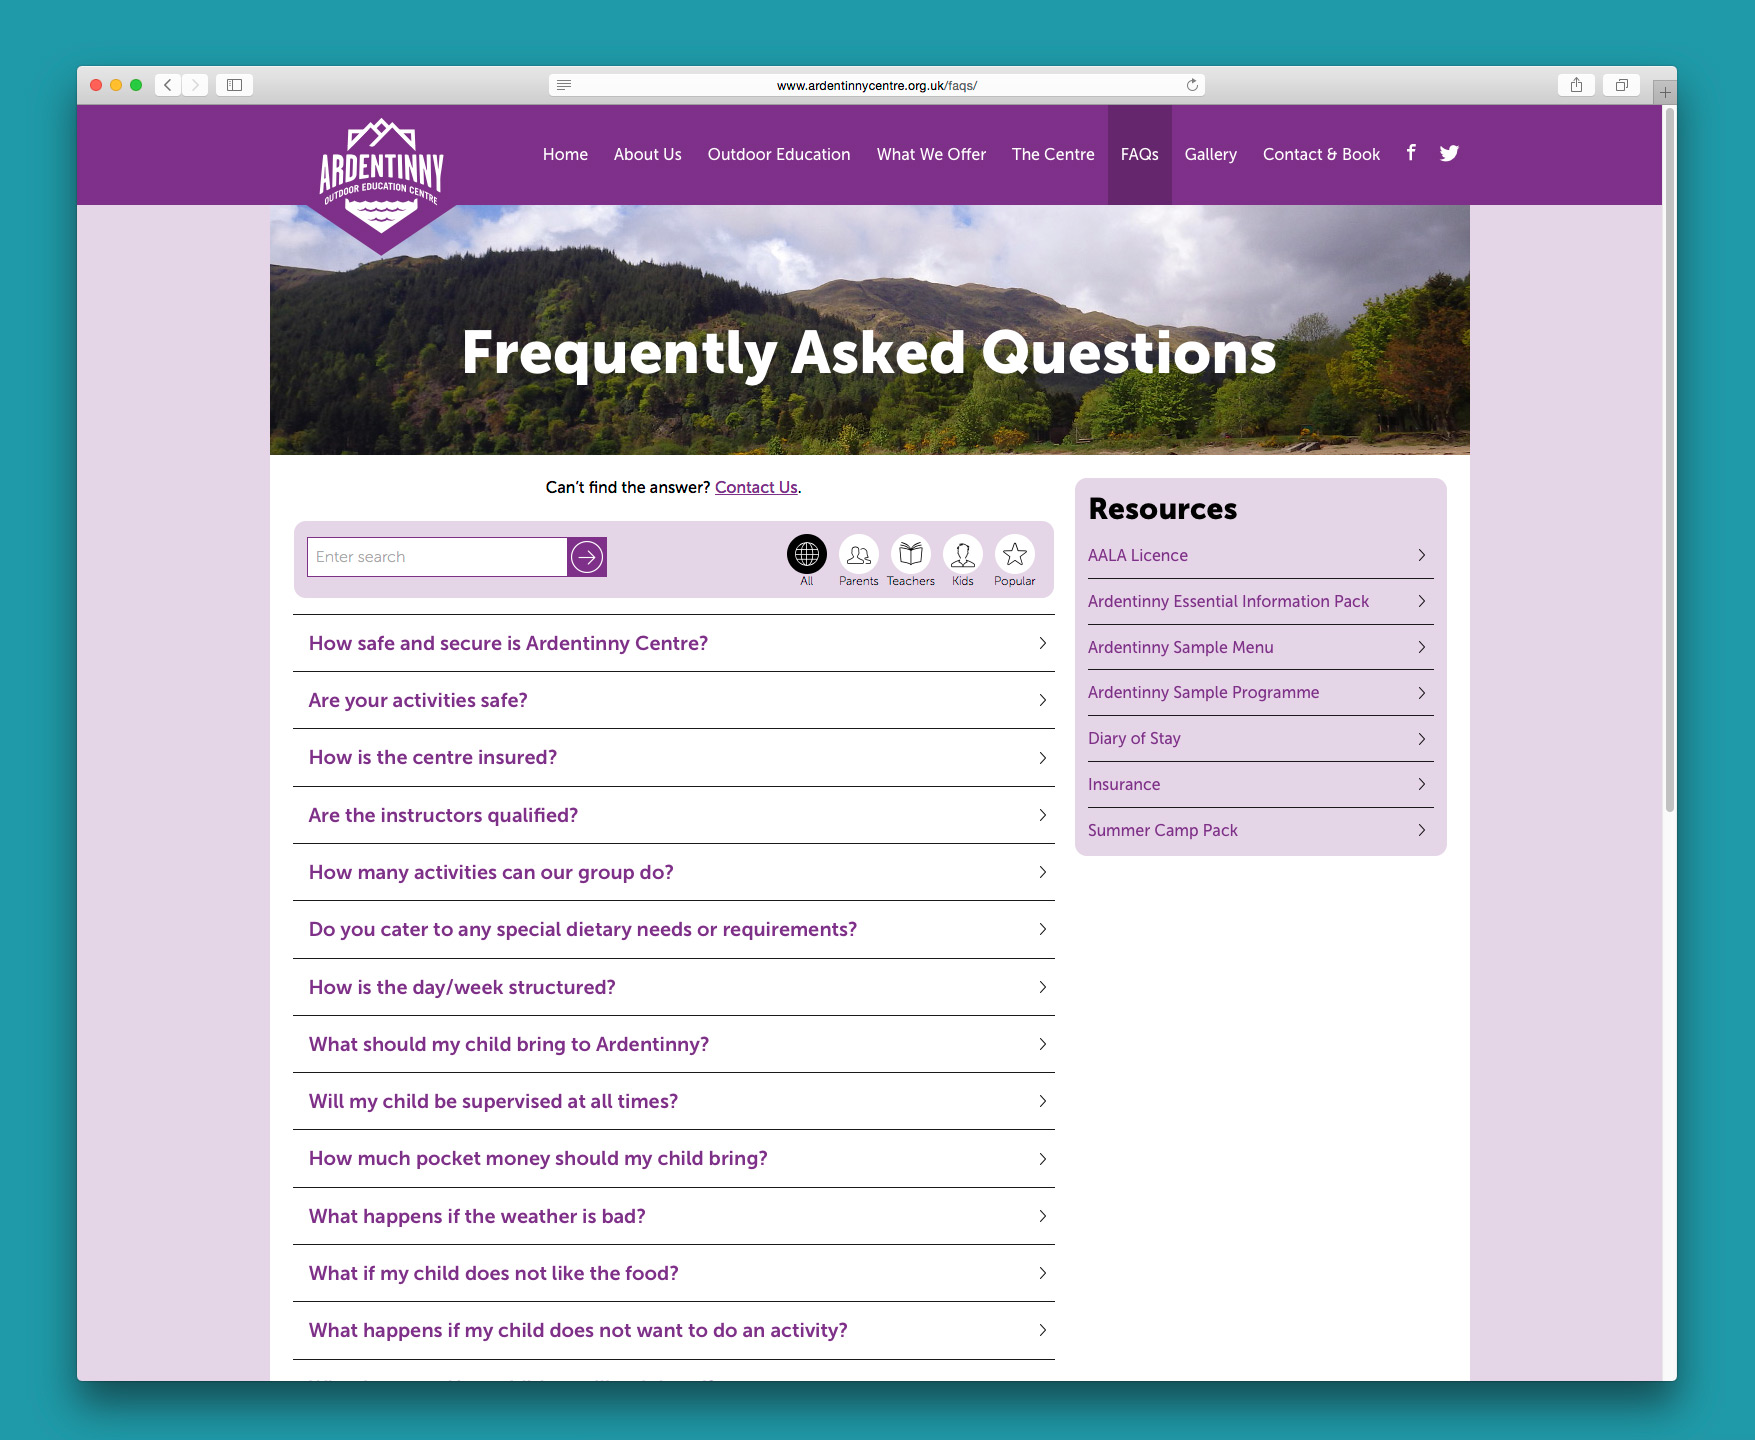 www.ardentinnycentre.org.uk/faqs/
ARDENTINNY
OUTDOOR EDUCATION CENTRE
Home About Us Outdoor Education What We Offer The Centre FAQs Gallery Contact & Book
Frequently Asked Questions
Can't find the answer? Contact Us.
Enter search
All Parents Teachers Kids Popular
How safe and secure is Ardentinny Centre?
Are your activities safe?
How is the centre insured?
Are the instructors qualified?
How many activities can our group do?
Do you cater to any special dietary needs or requirements?
How is the day/week structured?
What should my child bring to Ardentinny?
Will my child be supervised at all times?
How much pocket money should my child bring?
What happens if the weather is bad?
What if my child does not like the food?
What happens if my child does not want to do an activity?
Resources
AALA Licence
Ardentinny Essential Information Pack
Ardentinny Sample Menu
Ardentinny Sample Programme
Diary of Stay
Insurance
Summer Camp Pack